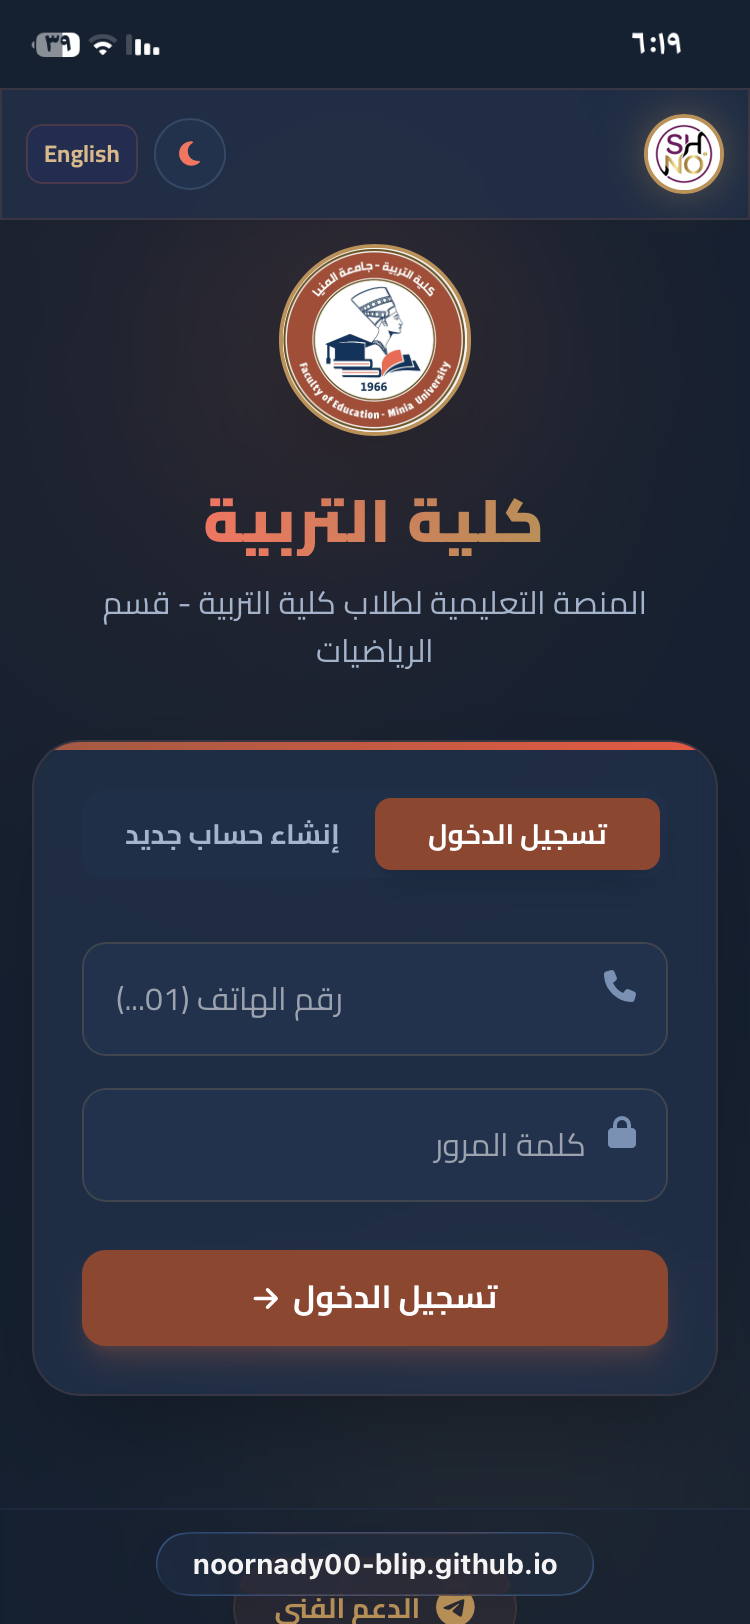 ٦:١٩
٣٩
English
SH
NO
كلية التربية - جامعة المنيا
1966
Faculty of Education - Minia University
كلية التربية
المنصة التعليمية لطلاب كلية التربية - قسم
الرياضيات
تسجيل الدخول
إنشاء حساب جديد
رقم الهاتف (01...)
كلمة المرور
تسجيل الدخول →
noornady00-blip.github.io
الدعم الفني